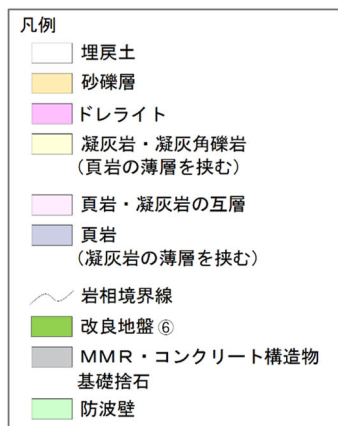 凡例
埋戻土
砂礫層
ドレライト
凝灰岩・凝灰角礫岩
(頁岩の薄層を挟む)
頁岩・凝灰岩の互層
頁岩
(凝灰岩の薄層を挟む)
岩相境界線
改良地盤⑥
MMR・コンクリート構造物
基礎捨石
防波壁